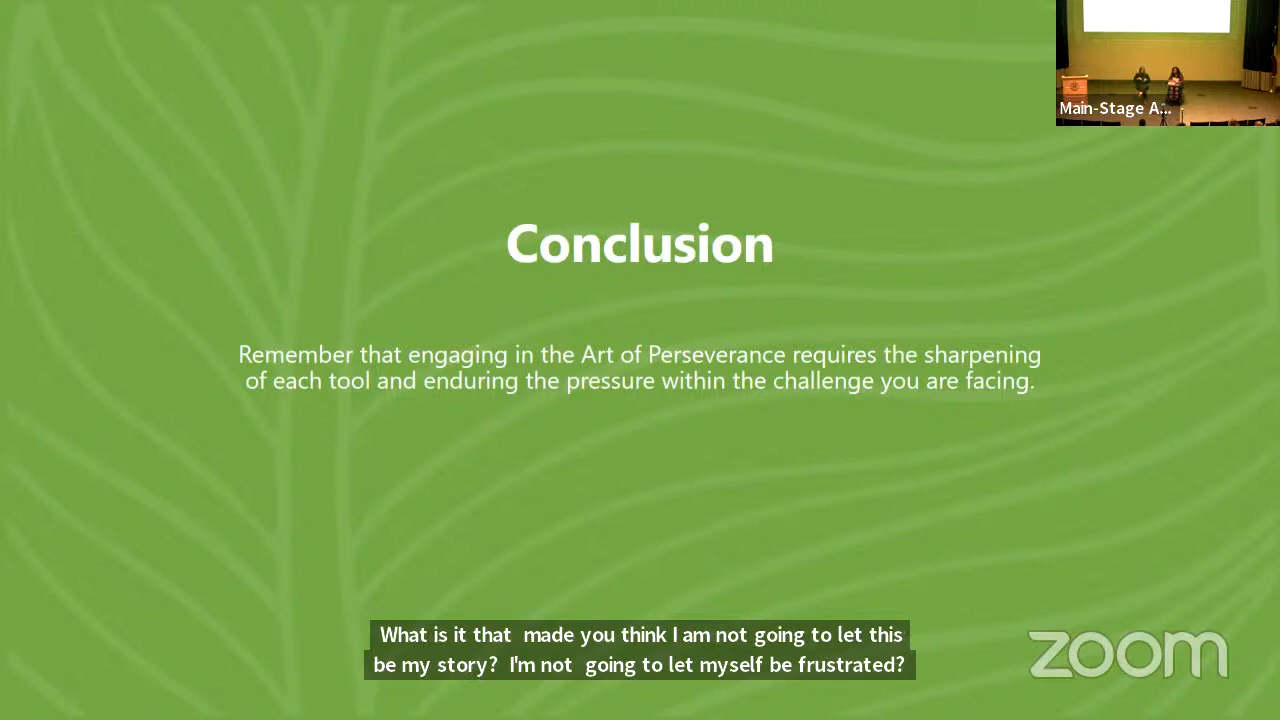 Main-Stage A...
Conclusion
Remember that engaging in the Art of Perseverance requires the sharpening
of each tool and enduring the pressure within the challenge you are facing.
What is it that made you think I am not going to let this
be my story? I'm not going to let myself be frustrated?
zoom